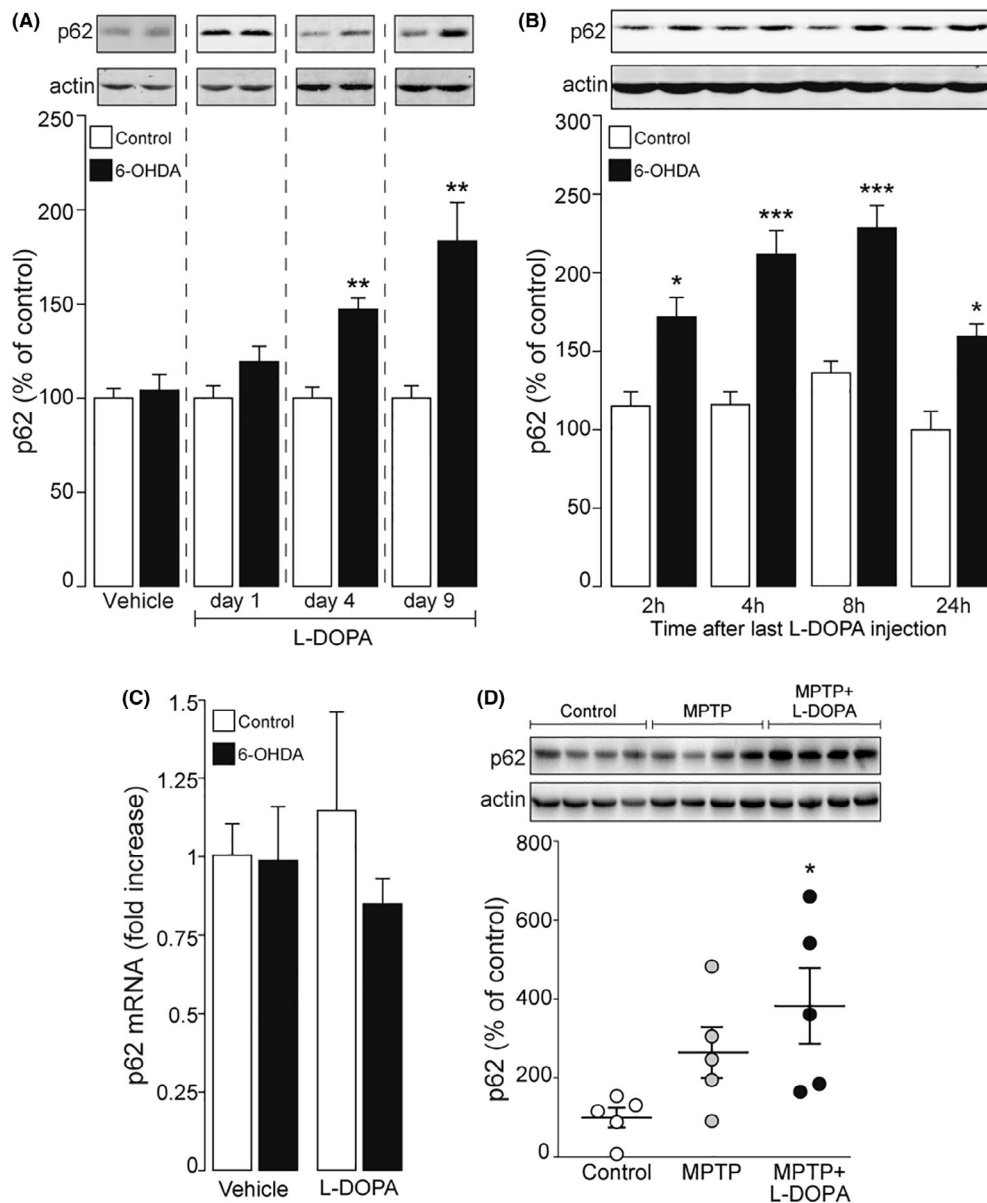 (A)
p62
actin
p62 (% of control)
250
200
150
100
50
0
Control
6-OHDA
**
**
Vehicle
day 1
day 4
day 9
L-DOPA
(B)
p62
actin
p62 (% of control)
300
250
200
150
100
50
0
Control
6-OHDA
*
***
***
*
2h
4h
8h
24h
Time after last L-DOPA injection
(C)
p62 mRNA (fold increase)
1.5
1.25
1
0.75
0.5
0.25
0
Control
6-OHDA
Vehicle
L-DOPA
(D)
Control
MPTP
MPTP+
L-DOPA
p62
actin
p62 (% of control)
800
600
400
200
0
*
Control
MPTP
MPTP+
L-DOPA